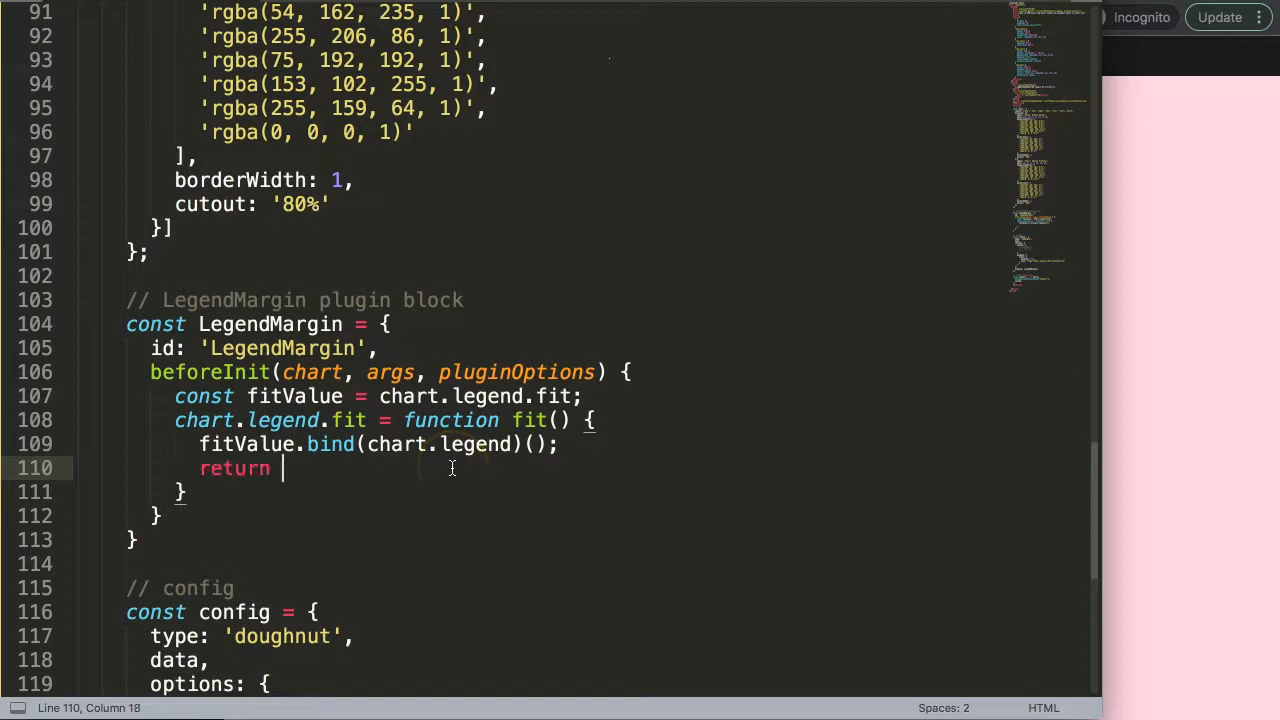 Incognito Update
91 'rgba(54, 162, 235, 1)',
92 'rgba(255, 206, 86, 1)',
93 'rgba(75, 192, 192, 1)',
94 'rgba(153, 102, 255, 1)',
95 'rgba(255, 159, 64, 1)',
96 'rgba(0, 0, 0, 1)'
97 ],
98 borderWidth: 1,
99 cutout: '80%'
100 }]
101 };
102
103 // LegendMargin plugin block
104 const LegendMargin = {
105 id: 'LegendMargin',
106 beforeInit(chart, args, pluginOptions) {
107 const fitValue = chart.legend.fit;
108 chart.legend.fit = function fit() {
109 fitValue.bind(chart.legend)();
110 return
111 }
112 }
113 }
114
115 // config
116 const config = {
117 type: 'doughnut',
118 data,
119 options: {
Line 110, Column 18 Spaces: 2 HTML